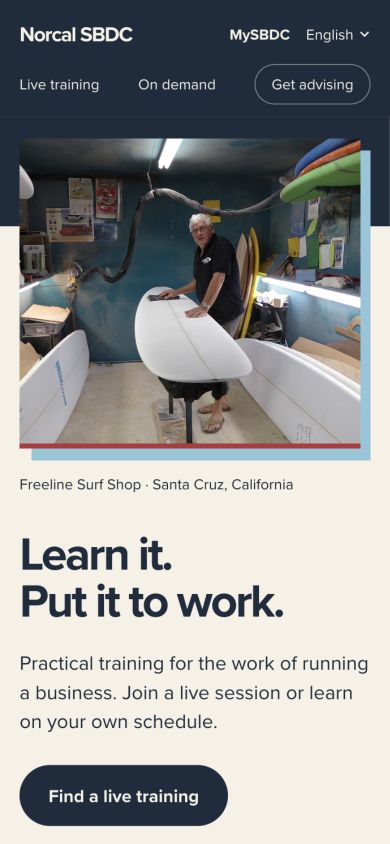 Norcal SBDC
MySBDC
English
Live training
On demand
Get advising
Freeline Surf Shop · Santa Cruz, California
Learn it.
Put it to work.
Practical training for the work of running
a business. Join a live session or learn
on your own schedule.
Find a live training